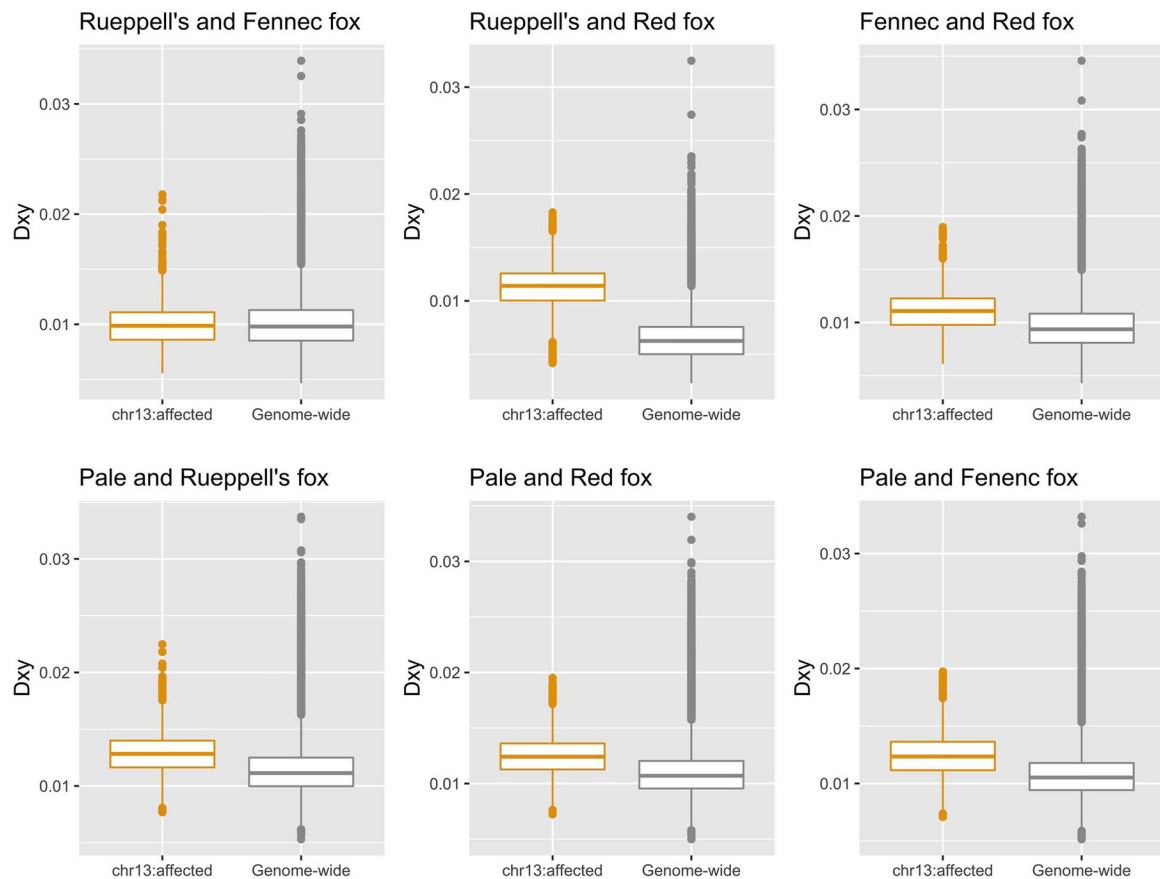 Rueppell's and Fennec fox
Rueppell's and Red fox
Fennec and Red fox
Dxy
0.03
0.02
0.01
chr13:affected Genome-wide
Dxy
0.03
0.02
0.01
chr13:affected Genome-wide
Dxy
0.03
0.02
0.01
chr13:affected Genome-wide
Pale and Rueppell's fox
Pale and Red fox
Pale and Fenenc fox
Dxy
0.03
0.02
0.01
chr13:affected Genome-wide
Dxy
0.03
0.02
0.01
chr13:affected Genome-wide
Dxy
0.03
0.02
0.01
chr13:affected Genome-wide